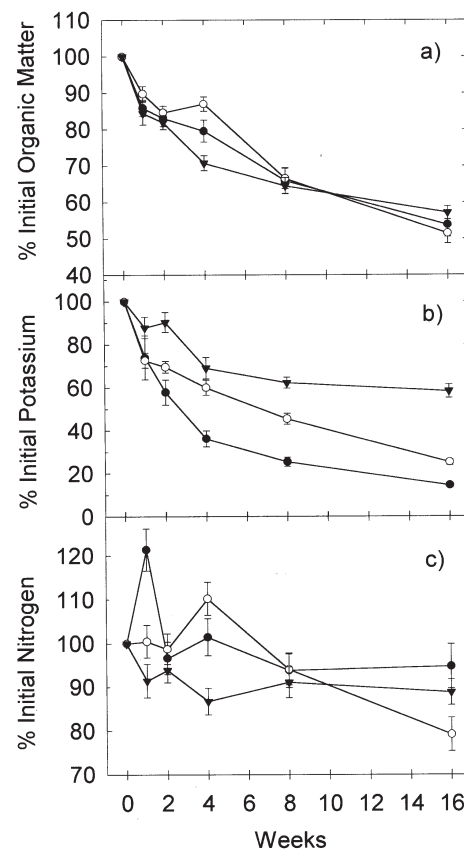 110
100
90
80
70
60
50
40
% Initial Organic Matter
a)
100
80
60
40
20
0
% Initial Potassium
b)
120
110
100
90
80
70
% Initial Nitrogen
c)
0 2 4 6 8 10 12 14 16
Weeks